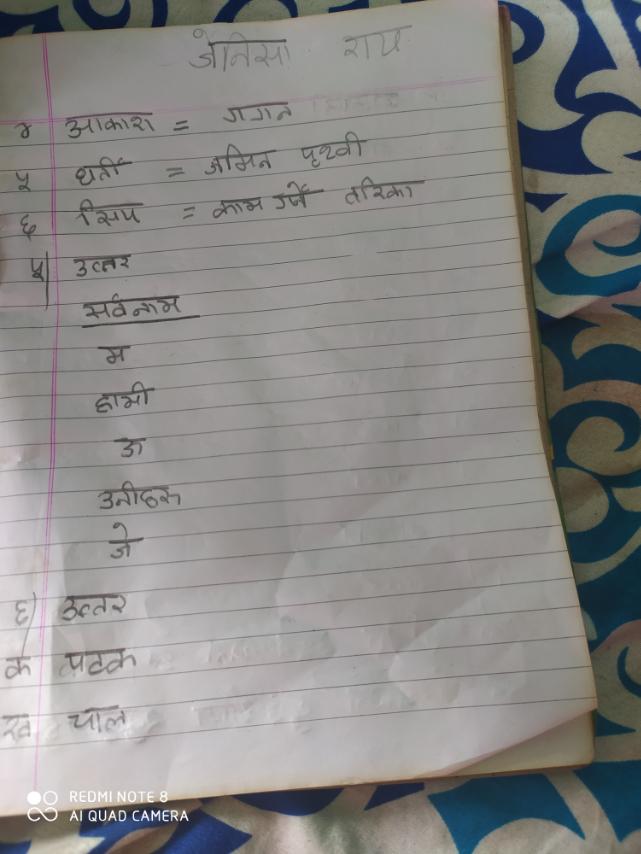 जेनिसा राय
४ आकाश = गगन
५ धर्ती = जमिन पृथ्वी
६ सिप = काम गर्ने तरिका
५) उत्तर
सर्वनाम
म
हामी
ऊ
उनीहरू
जे
६) उत्तर
क पटक
ख चाल
REDMI NOTE 8
AI QUAD CAMERA